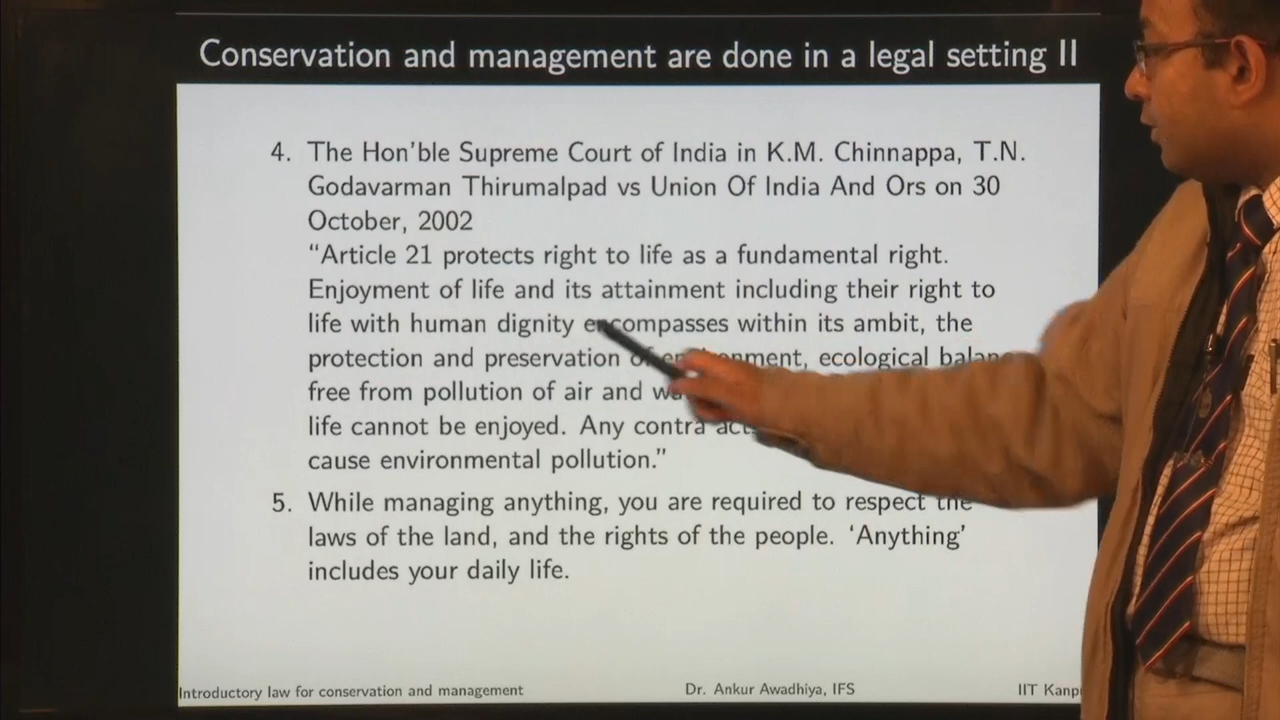 Conservation and management are done in a legal setting II
4. The Hon'ble Supreme Court of India in K.M. Chinnappa, T.N.
Godavarman Thirumalpad vs Union Of India And Ors on 30
October, 2002
“Article 21 protects right to life as a fundamental right.
Enjoyment of life and its attainment including their right to
life with human dignity encompasses within its ambit, the
protection and preservation ecological
free from pollution of air and
life cannot be enjoyed. Any contra
cause environmental pollution.”
5. While managing anything, you are required to respect the
laws of the land, and the rights of the people. ‘Anything’
includes your daily life.
Introductory law for conservation and management
Dr. Ankur Awadhiya, IFS
IIT